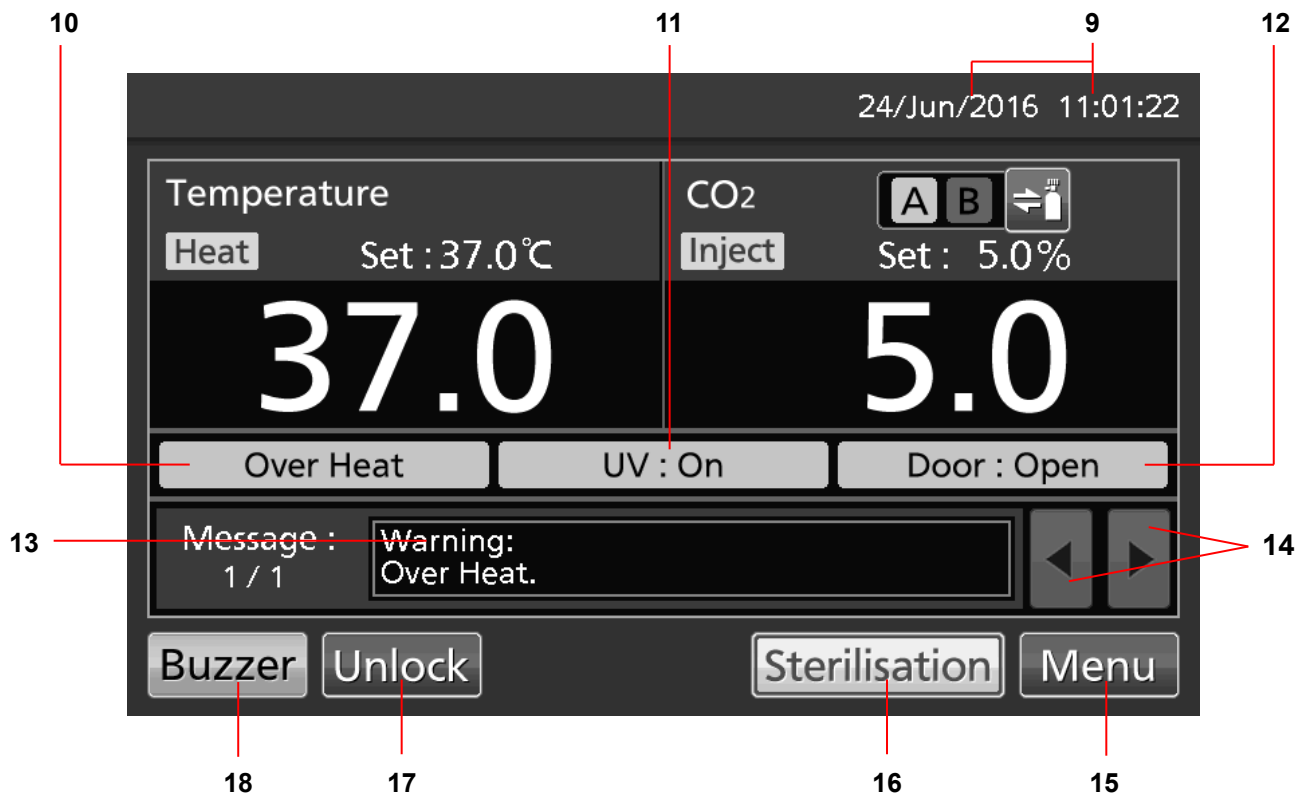 10 11 9 12
24/Jun/2016 11:01:22
Temperature
CO2 A B
Heat Set : 37.0℃
Inject Set : 5.0%
37.0 5.0
Over Heat UV : On Door : Open
13 Message : Warning: 14
1 / 1 Over Heat.
Buzzer Unlock Sterilisation Menu
18 17 16 15